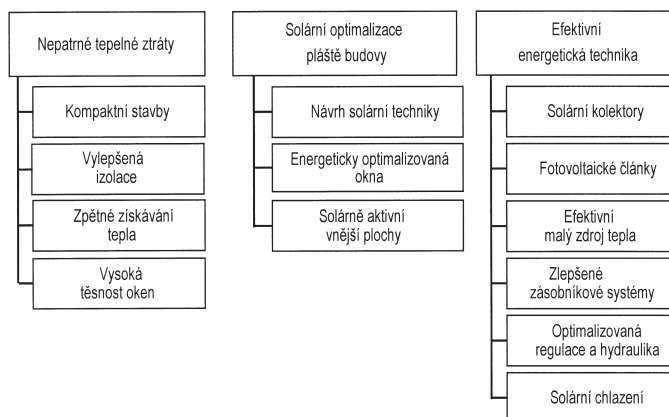 Nepatrné tepelné ztráty
Kompaktní stavby
Vylepšená
izolace
Zpětné získávání
tepla
Vysoká
těsnost oken
Solární optimalizace
pláště budovy
Návrh solární techniky
Energeticky optimalizovaná
okna
Solárně aktivní
vnější plochy
Efektivní
energetická technika
Solární kolektory
Fotovoltaické články
Efektivní
malý zdroj tepla
Zlepšené
zásobníkové systémy
Optimalizovaná
regulace a hydraulika
Solární chlazení